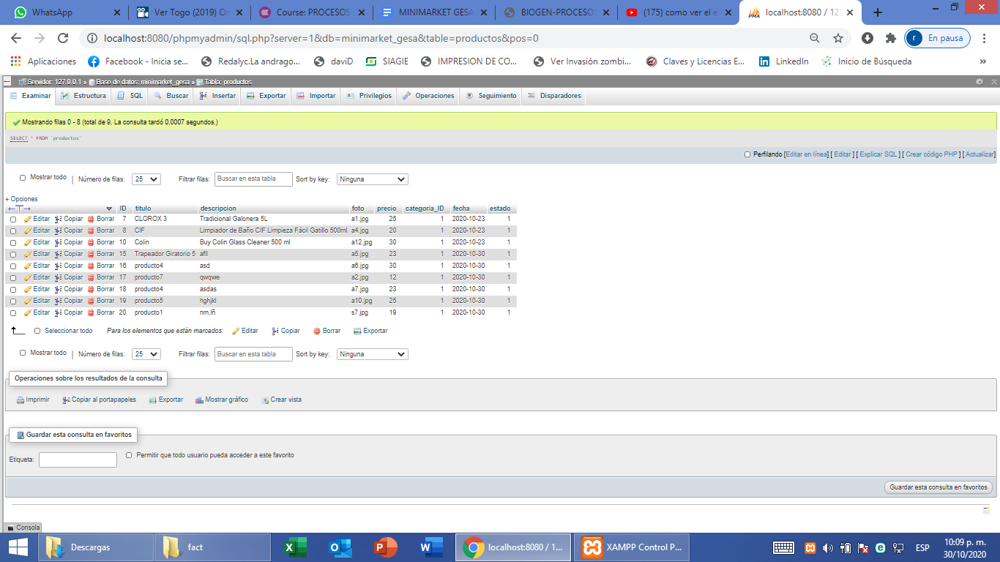 WhatsApp × Ver Togo (2019) On × Course: PROCESOS × MINIMARKET GESA × BIOGEN-PROCESOS × (175) como ver el e × localhost:8080 / 12 × +
localhost:8080/phpmyadmin/sql.php?server=1&db=minimarket_gesa&table=productos&pos=0 r En pausa
Aplicaciones Facebook - Inicia se... Redalyc.La andrago... daviD SIAGIE IMPRESION DE CO... Ver Invasión zombi... Claves y Licencias E... LinkedIn Inicio de Búsqueda »
Servidor: 127.0.0.1 » Base de datos: minimarket_gesa » Tabla: productos
Examinar Estructura SQL Buscar Insertar Exportar Importar Privilegios Operaciones Seguimiento Disparadores
Mostrando filas 0 - 8 (total de 9, La consulta tardó 0,0007 segundos.)
SELECT * FROM `productos`
Perfilando [Editar en línea] [ Editar ] [ Explicar SQL ] [ Crear código PHP ] [ Actualizar]
Mostrar todo | Número de filas: 25 Filtrar filas: Buscar en esta tabla Sort by key: Ninguna
+ Opciones
←T→ ID titulo descripcion foto precio categoria_ID fecha estado
Editar Copiar Borrar 7 CLOROX 3 Tradicional Galonera 5L a1.jpg 25 1 2020-10-23 1
Editar Copiar Borrar 8 CIF Limpiador de Baño CIF Limpieza Fácil Gatillo 500ml a4.jpg 20 1 2020-10-23 1
Editar Copiar Borrar 10 Colin Buy Colin Glass Cleaner 500 ml a12.jpg 30 1 2020-10-23 1
Editar Copiar Borrar 15 Trapeador Giratorio 5 afll a5.jpg 23 1 2020-10-30 1
Editar Copiar Borrar 16 producto4 asd a6.jpg 30 1 2020-10-30 1
Editar Copiar Borrar 17 producto7 qwqwe a2.jpg 12 1 2020-10-30 1
Editar Copiar Borrar 18 producto4 asdas a7.jpg 23 1 2020-10-30 1
Editar Copiar Borrar 19 producto5 hghjkl a10.jpg 25 1 2020-10-30 1
Editar Copiar Borrar 20 producto1 nm,lñ s7.jpg 19 1 2020-10-30 1
Seleccionar todo Para los elementos que están marcados: Editar Copiar Borrar Exportar
Mostrar todo | Número de filas: 25 Filtrar filas: Buscar en esta tabla Sort by key: Ninguna
Operaciones sobre los resultados de la consulta
Imprimir Copiar al portapapeles Exportar Mostrar gráfico Crear vista
Guardar esta consulta en favoritos
Etiqueta: Permitir que todo usuario pueda acceder a este favorito
Guardar esta consulta en favoritos
Consola
Descargas fact localhost:8080 / 1... XAMPP Control P... ESP 10:09 p. m.
30/10/2020